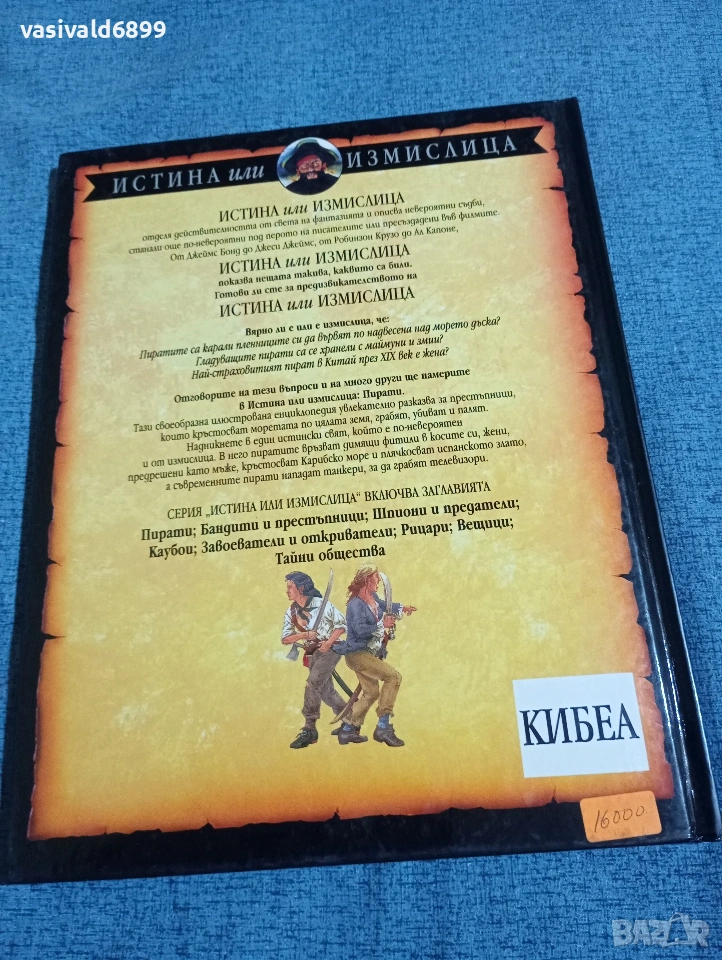 vasivald6899
ИСТИНА или ИЗМИСЛИЦА
ИСТИНА или ИЗМИСЛИЦА
отделя действителността от света на фантазията и описва невероятни съдби,
станали още по-невероятни под перото на писателите или пресъздадени във филмите.
От Джеймс Бонд до Джеси Джеймс, от Робинзон Крузо до Ал Капоне,
ИСТИНА или ИЗМИСЛИЦА
показва нещата такива, каквито са били.
Готови ли сте за предизвикателството на
ИСТИНА или ИЗМИСЛИЦА
Вярно ли е или е измислица, че:
Пиратите са карали пленниците си да вървят по надвесена над морето дъска?
Гладуващите пирати са се хранели с маймуни и змии?
Най-страховитият пират в Китай през XIX век е жена?
Отговорите на тези въпроси и на много други ще намерите
в Истина или измислица: Пирати.
Тази своеобразна илюстрована енциклопедия увлекателно разказва за престъпници,
които кръстосват моретата по цялата земя, грабят, убиват и палят.
Надникнете в един истински свят, който е по-невероятен
и от измислица. В него пиратите връзват димящи фитили в косите си, жени,
предрешени като мъже, кръстосват Карибско море и плячкосват испанското злато,
а съвременните пирати нападат танкери, за да грабят телевизори.
СЕРИЯ „ИСТИНА ИЛИ ИЗМИСЛИЦА“ ВКЛЮЧВА ЗАГЛАВИЯТА
Пирати; Бандити и престъпници; Шпиони и предатели;
Каубои; Завоеватели и откриватели; Рицари; Вещици;
Тайни общества
КИБЕА
16000.
BAZAR